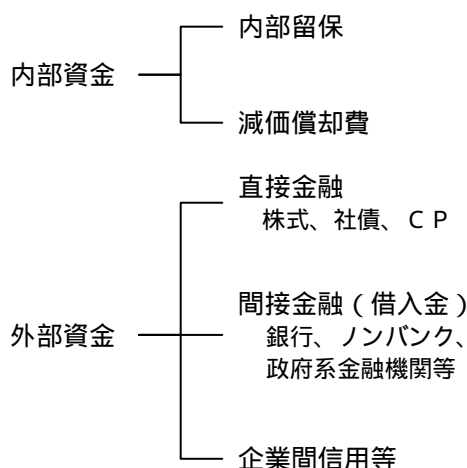 内部資金
内部留保
減価償却費
外部資金
直接金融
株式、社債、ＣＰ
間接金融（借入金）
銀行、ノンバンク、
政府系金融機関等
企業間信用等